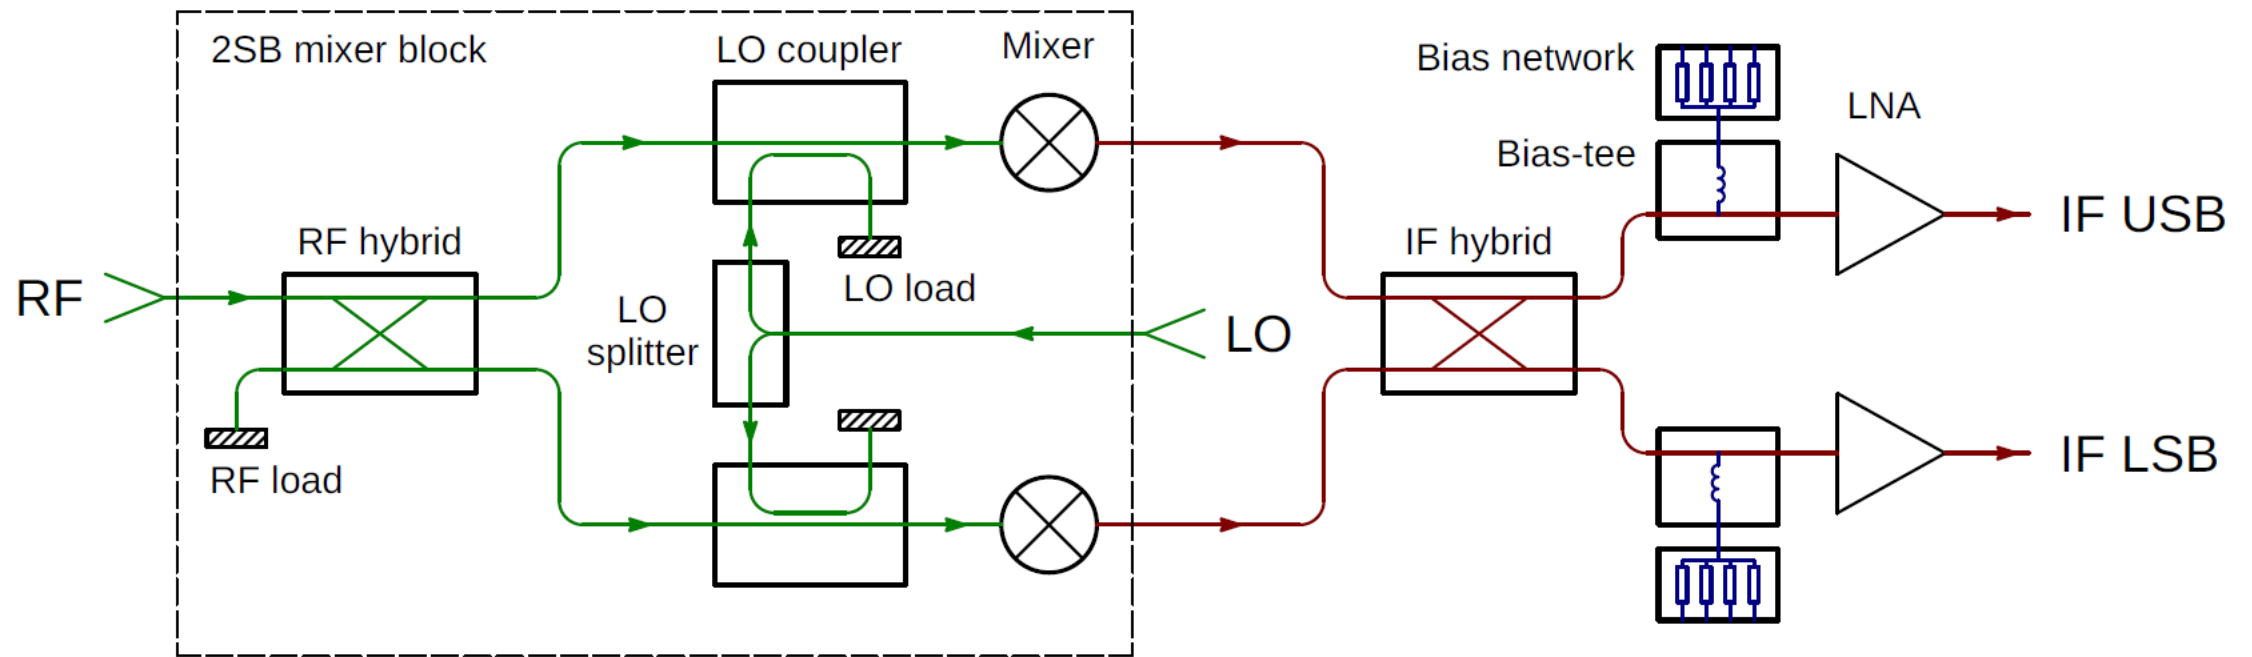 2SB mixer block
LO coupler
Mixer
Bias network
LNA
Bias-tee
RF hybrid
IF hybrid
IF USB
RF
LO load
LO
splitter
LO
RF load
IF LSB